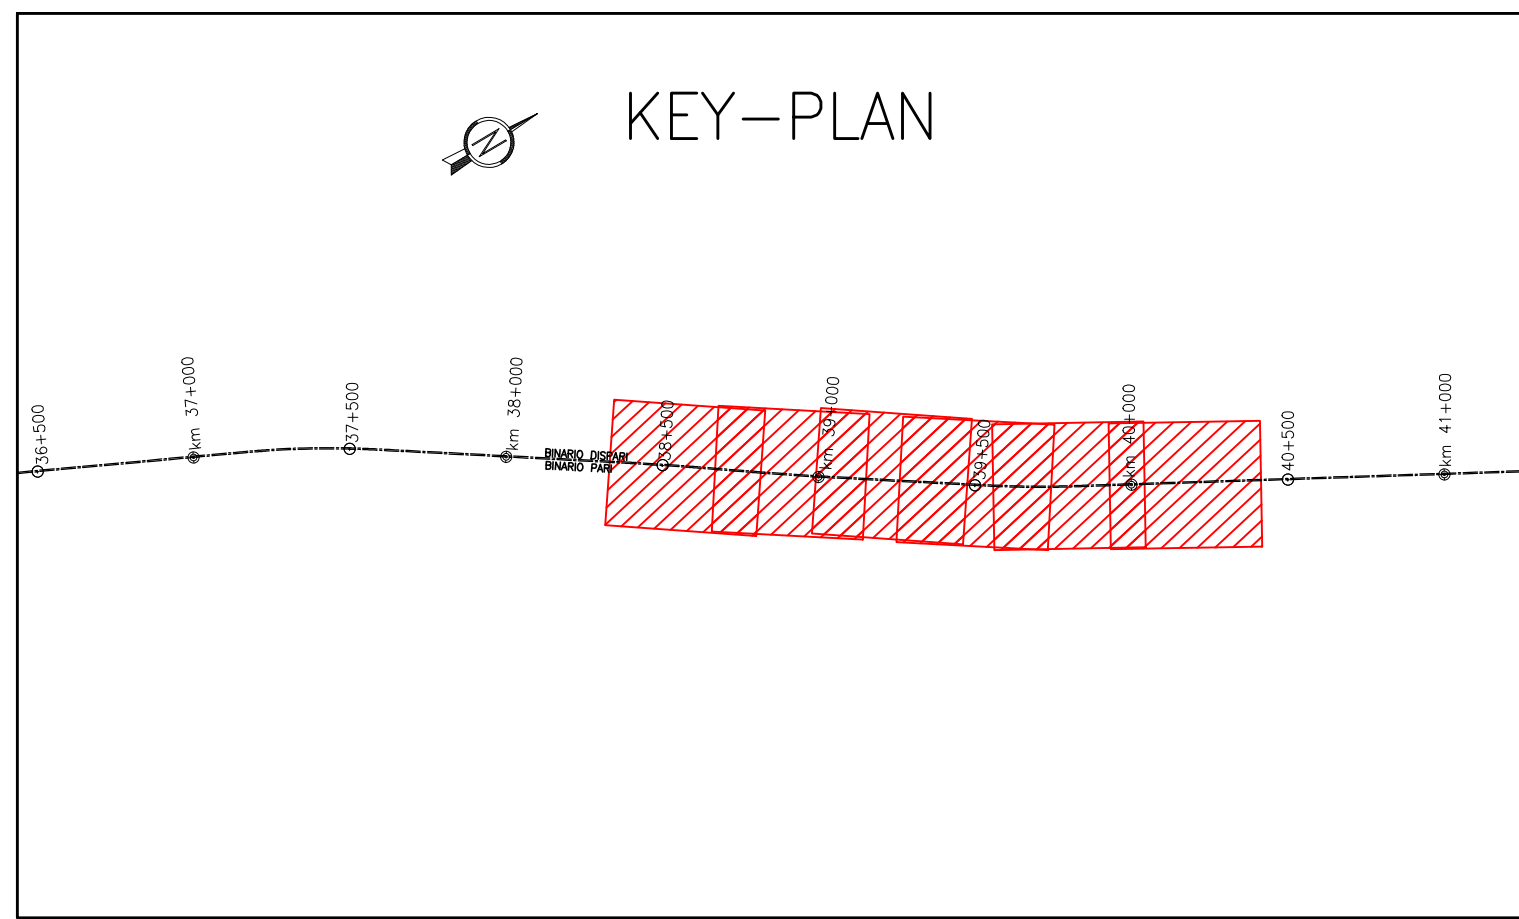 KEY-PLAN
N
36+500
km 37+000
37+500
km 38+000
BINARIO DISPARI
BINARIO PARI
38+500
km 39+000
39+500
km 40+000
40+500
km 41+000